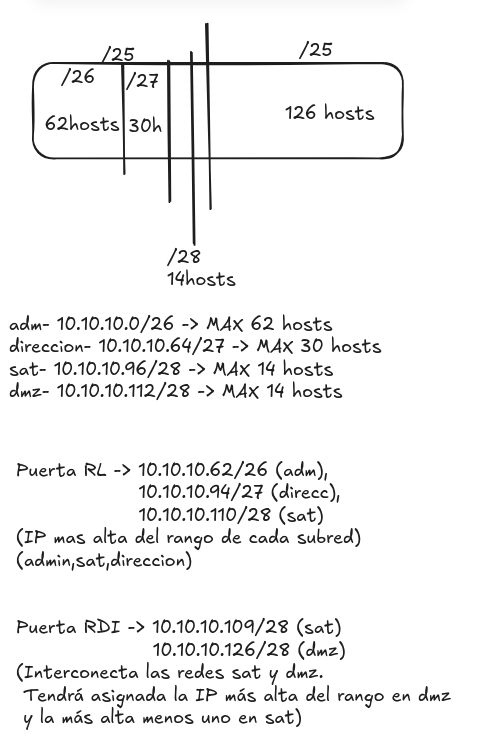 /25
/25
/26
/27
62hosts
30h
126 hosts
/28
14hosts
adm- 10.10.10.0/26 -> MAx 62 hosts
direccion- 10.10.10.64/27 -> MAx 30 hosts
sat- 10.10.10.96/28 -> MAx 14 hosts
dmz- 10.10.10.112/28 -> MAx 14 hosts
Puerta RL -> 10.10.10.62/26 (adm),
10.10.10.94/27 (direcc),
10.10.10.110/28 (sat)
(IP mas alta del rango de cada subred)
(admin,sat,direccion)
Puerta RDI -> 10.10.10.109/28 (sat)
10.10.10.126/28 (dmz)
(Interconecta las redes sat y dmz.
Tendrá asignada la IP más alta del rango en dmz
y la más alta menos uno en sat)